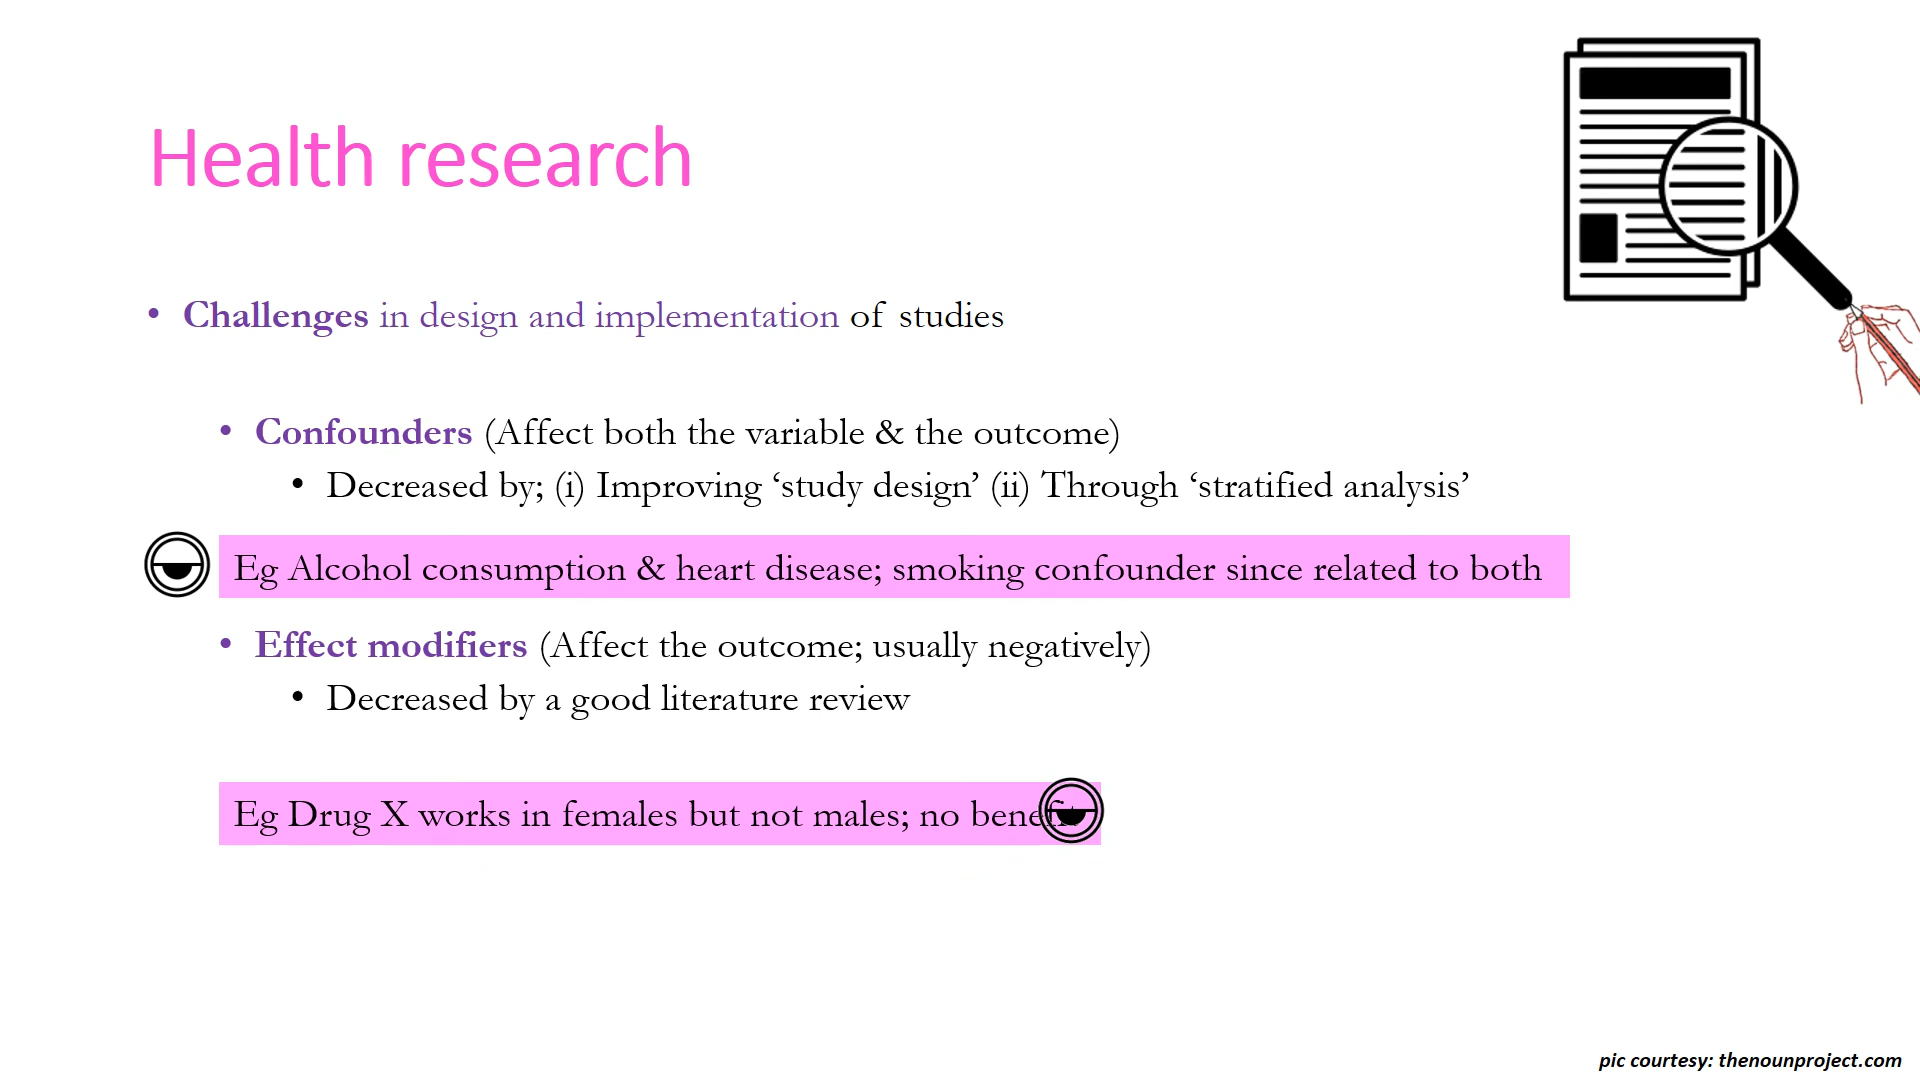 Health research
• Challenges in design and implementation of studies
• Confounders (Affect both the variable & the outcome)
• Decreased by; (i) Improving ‘study design’ (ii) Through ‘stratified analysis’
Eg Alcohol consumption & heart disease; smoking confounder since related to both
• Effect modifiers (Affect the outcome; usually negatively)
• Decreased by a good literature review
Eg Drug X works in females but not males; no benefit
pic courtesy: thenounproject.com